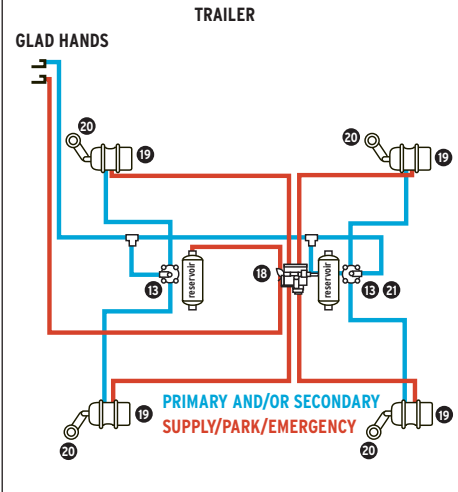 TRAILER
GLAD HANDS
20
19
20
19
reservoir
reservoir
13
18
13 21
19
PRIMARY AND/OR SECONDARY
19
SUPPLY/PARK/EMERGENCY
20
20